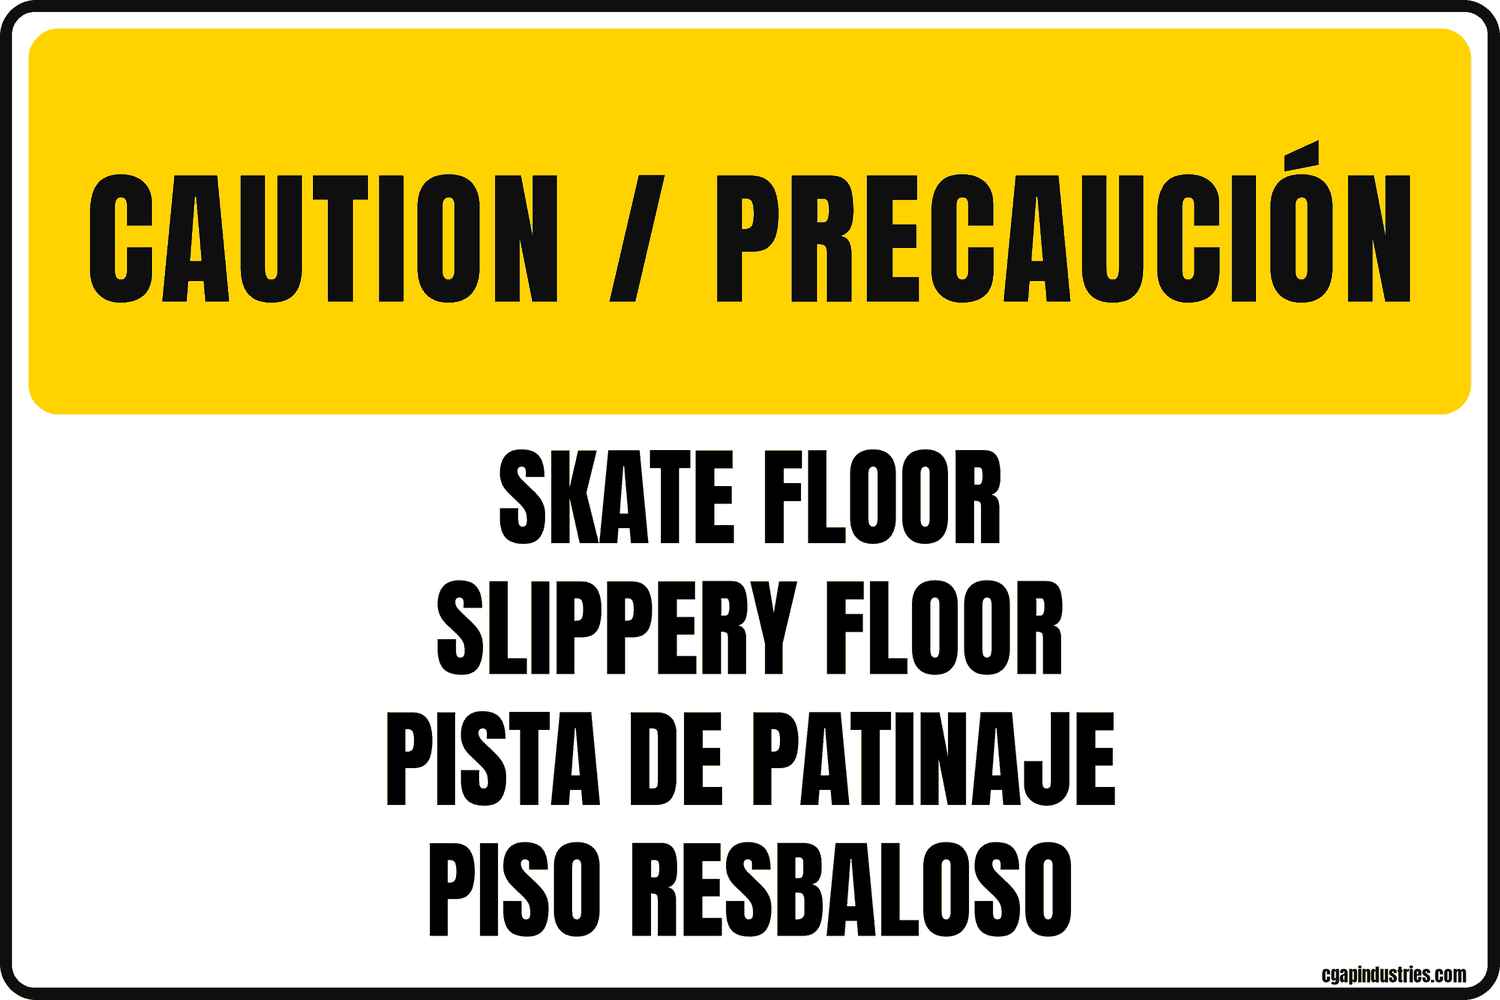 CAUTION / PRECAUCIÓN
SKATE FLOOR
SLIPPERY FLOOR
PISTA DE PATINAJE
PISO RESBALOSO
cgapindustries.com